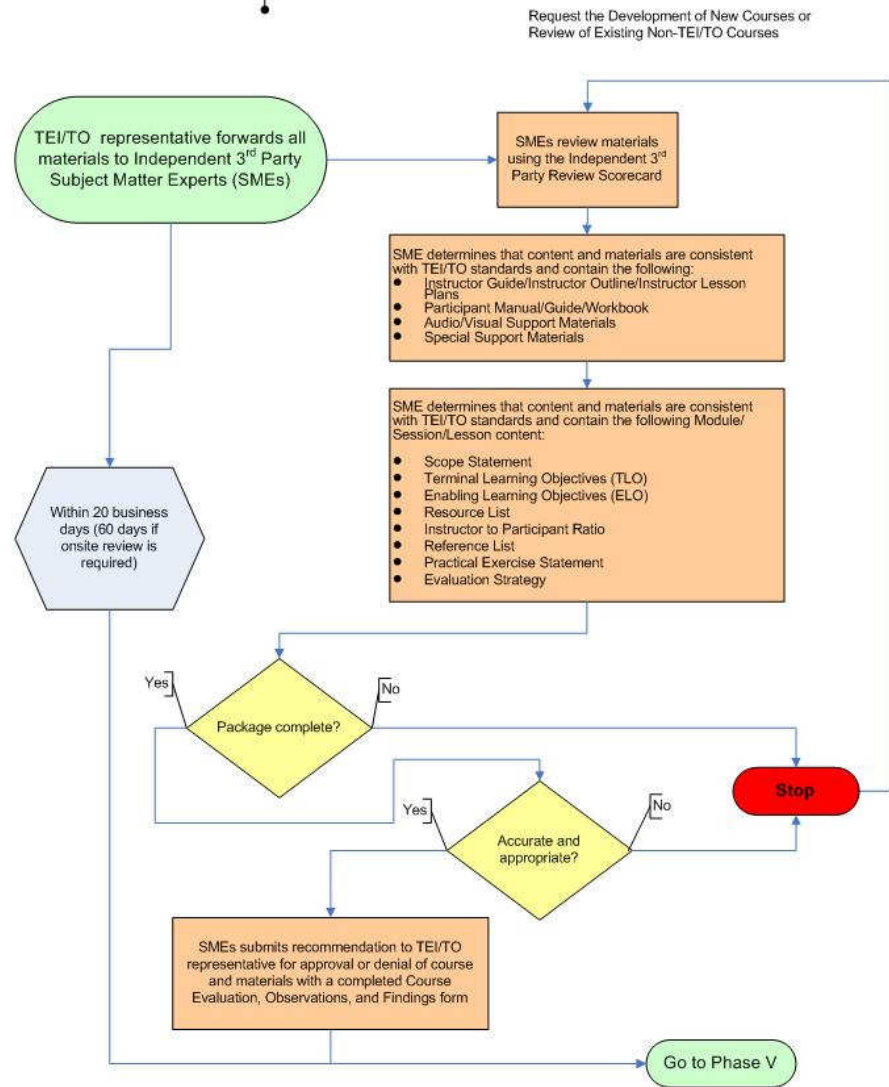 Request the Development of New Courses or
Review of Existing Non-TEI/TO Courses
TEI/TO representative forwards all
materials to Independent 3rd Party
Subject Matter Experts (SMEs)
SMEs review materials
using the Independent 3rd
Party Review Scorecard
SME determines that content and materials are consistent
with TEI/TO standards and contain the following:
● Instructor Guide/Instructor Outline/Instructor Lesson
Plans
● Participant Manual/Guide/Workbook
● Audio/Visual Support Materials
● Special Support Materials
SME determines that content and materials are consistent
with TEI/TO standards and contain the following Module/
Session/Lesson content:
● Scope Statement
● Terminal Learning Objectives (TLO)
● Enabling Learning Objectives (ELO)
● Resource List
● Instructor to Participant Ratio
● Reference List
● Practical Exercise Statement
● Evaluation Strategy
Within 20 business
days (60 days if
onsite review is
required)
Yes
No
Package complete?
Stop
Yes
No
Accurate and
appropriate?
SMEs submits recommendation to TEI/TO
representative for approval or denial of course
and materials with a completed Course
Evaluation, Observations, and Findings form
Go to Phase V